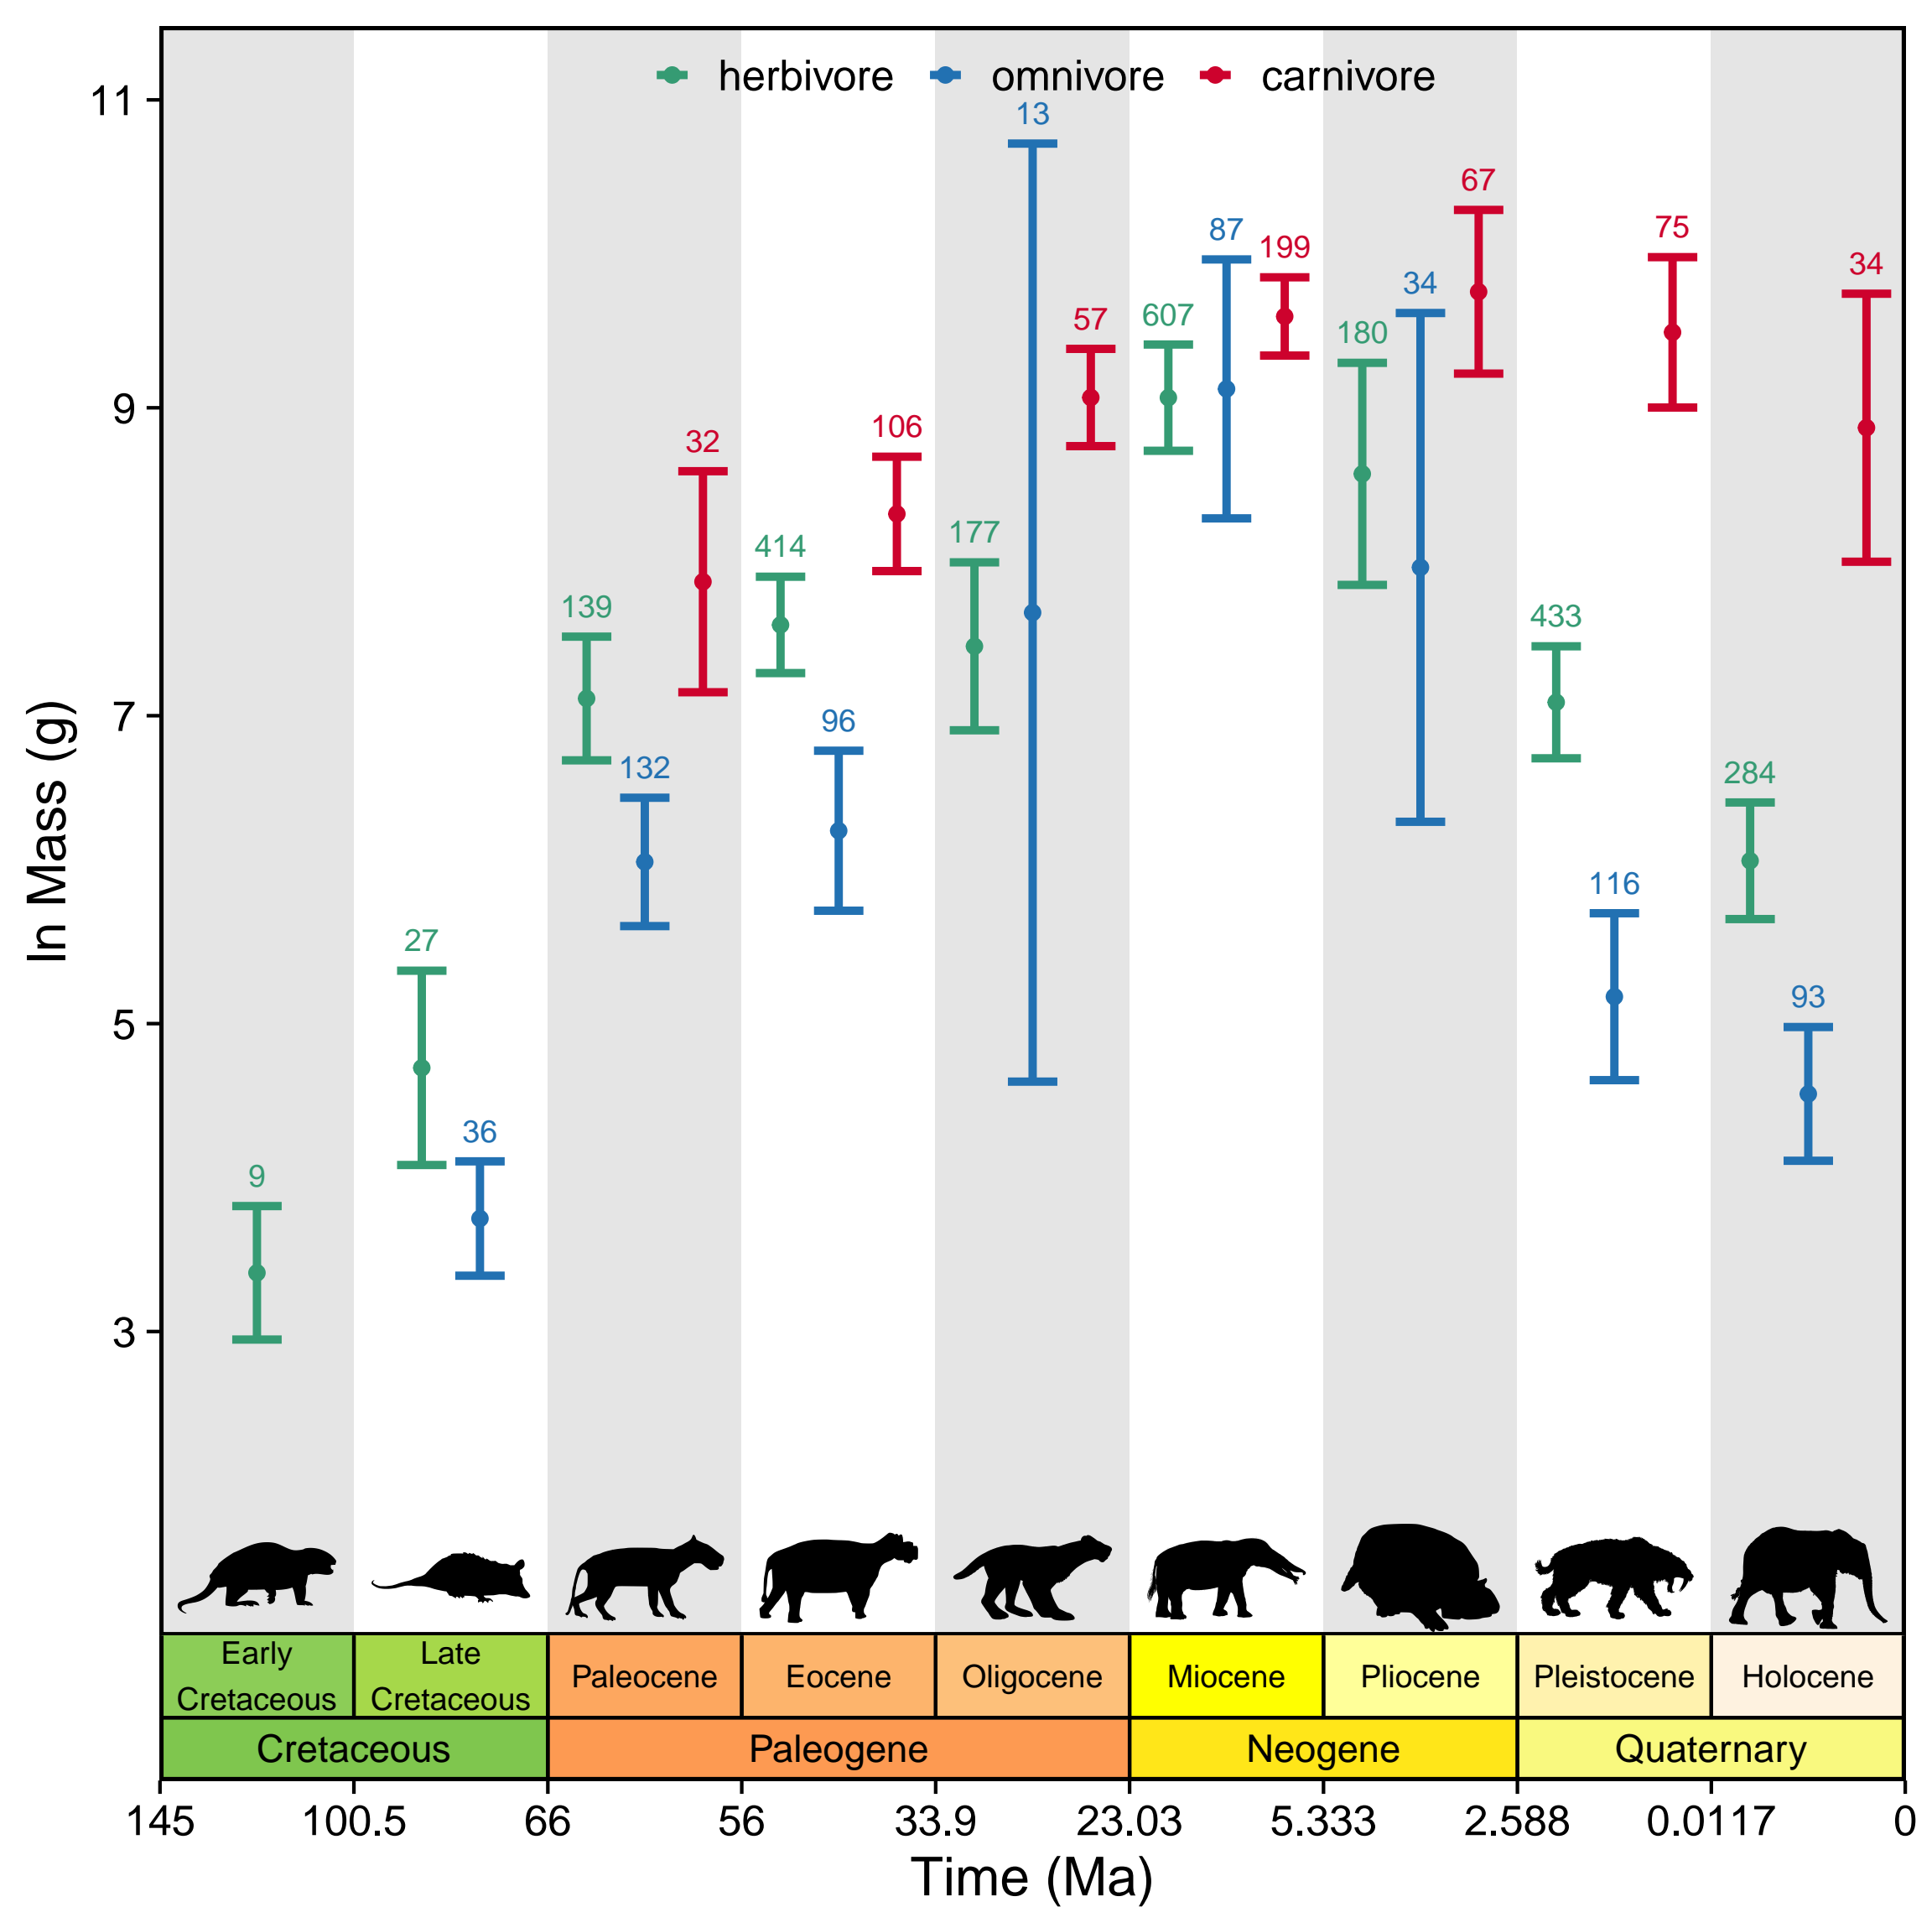 herbivore omnivore carnivore
11
9
7
5
3
ln Mass (g)
9
27
36
139
132
32
414
96
106
177
13
57
607
87
199
180
34
67
433
116
75
284
93
34
Early
Cretaceous
Late
Cretaceous
Paleocene
Eocene
Oligocene
Miocene
Pliocene
Pleistocene
Holocene
Cretaceous
Paleogene
Neogene
Quaternary
145 100.5 66 56 33.9 23.03 5.333 2.588 0.0117 0
Time (Ma)